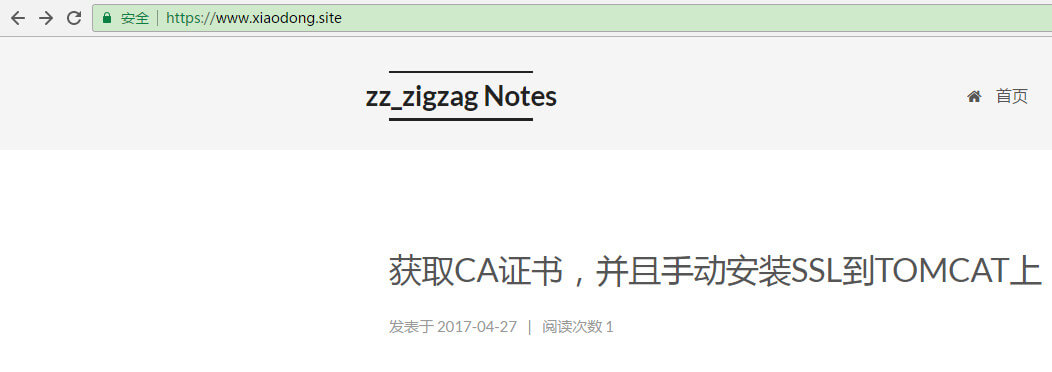 安全 | https://www.xiaodong.site
zz_zigzag Notes
首页
获取CA证书，并且手动安装SSL到TOMCAT上
发表于 2017-04-27 | 阅读次数 1